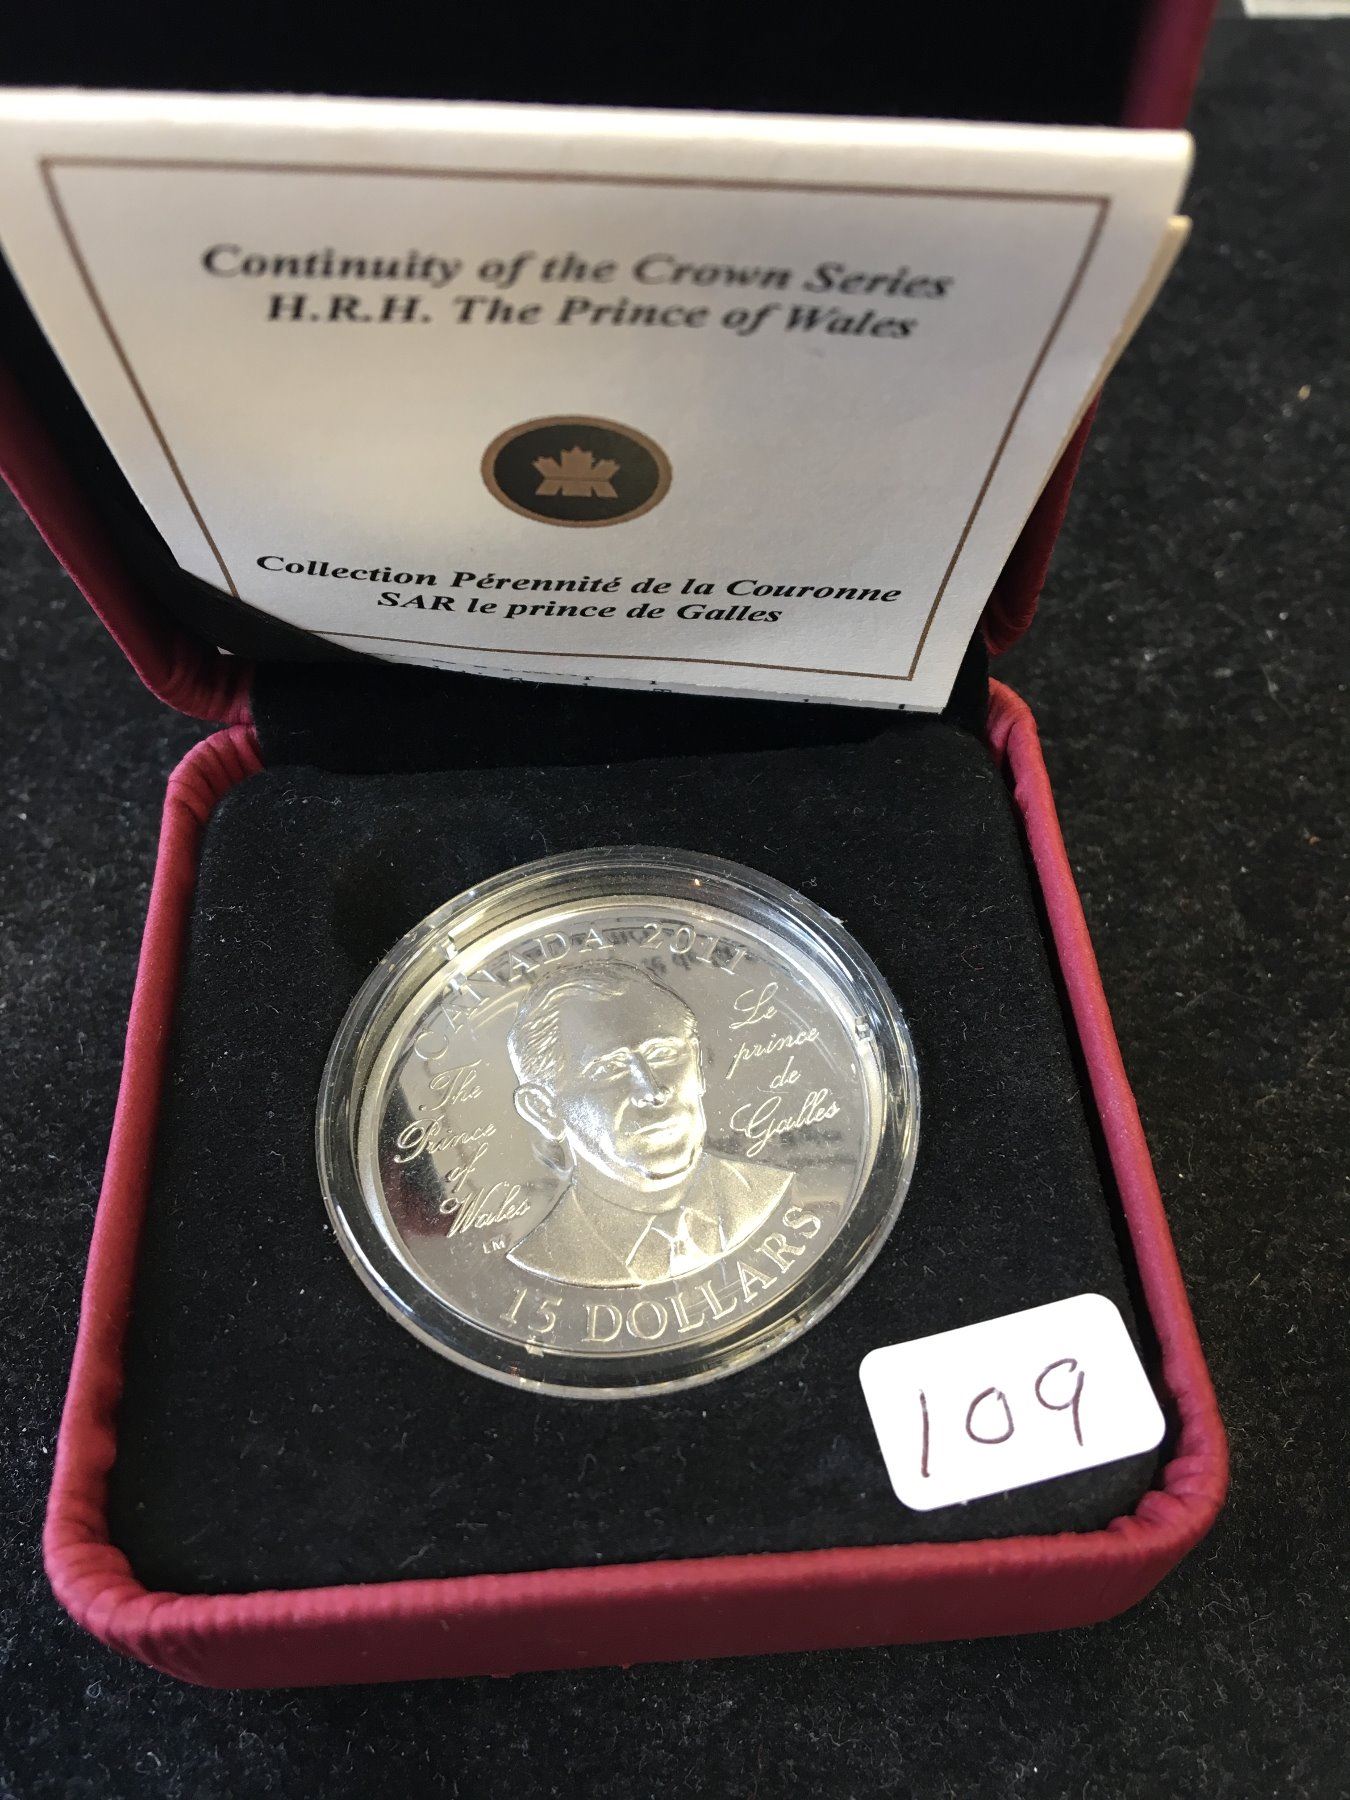 Continuity of the Crown Series
H.R.H. The Prince of Wales
Collection Pérennité de la Couronne
SAR le prince de Galles
CANADA 2011
The
Prince
of
Wales
Le
prince
de
Galles
LM
15 DOLLARS
109